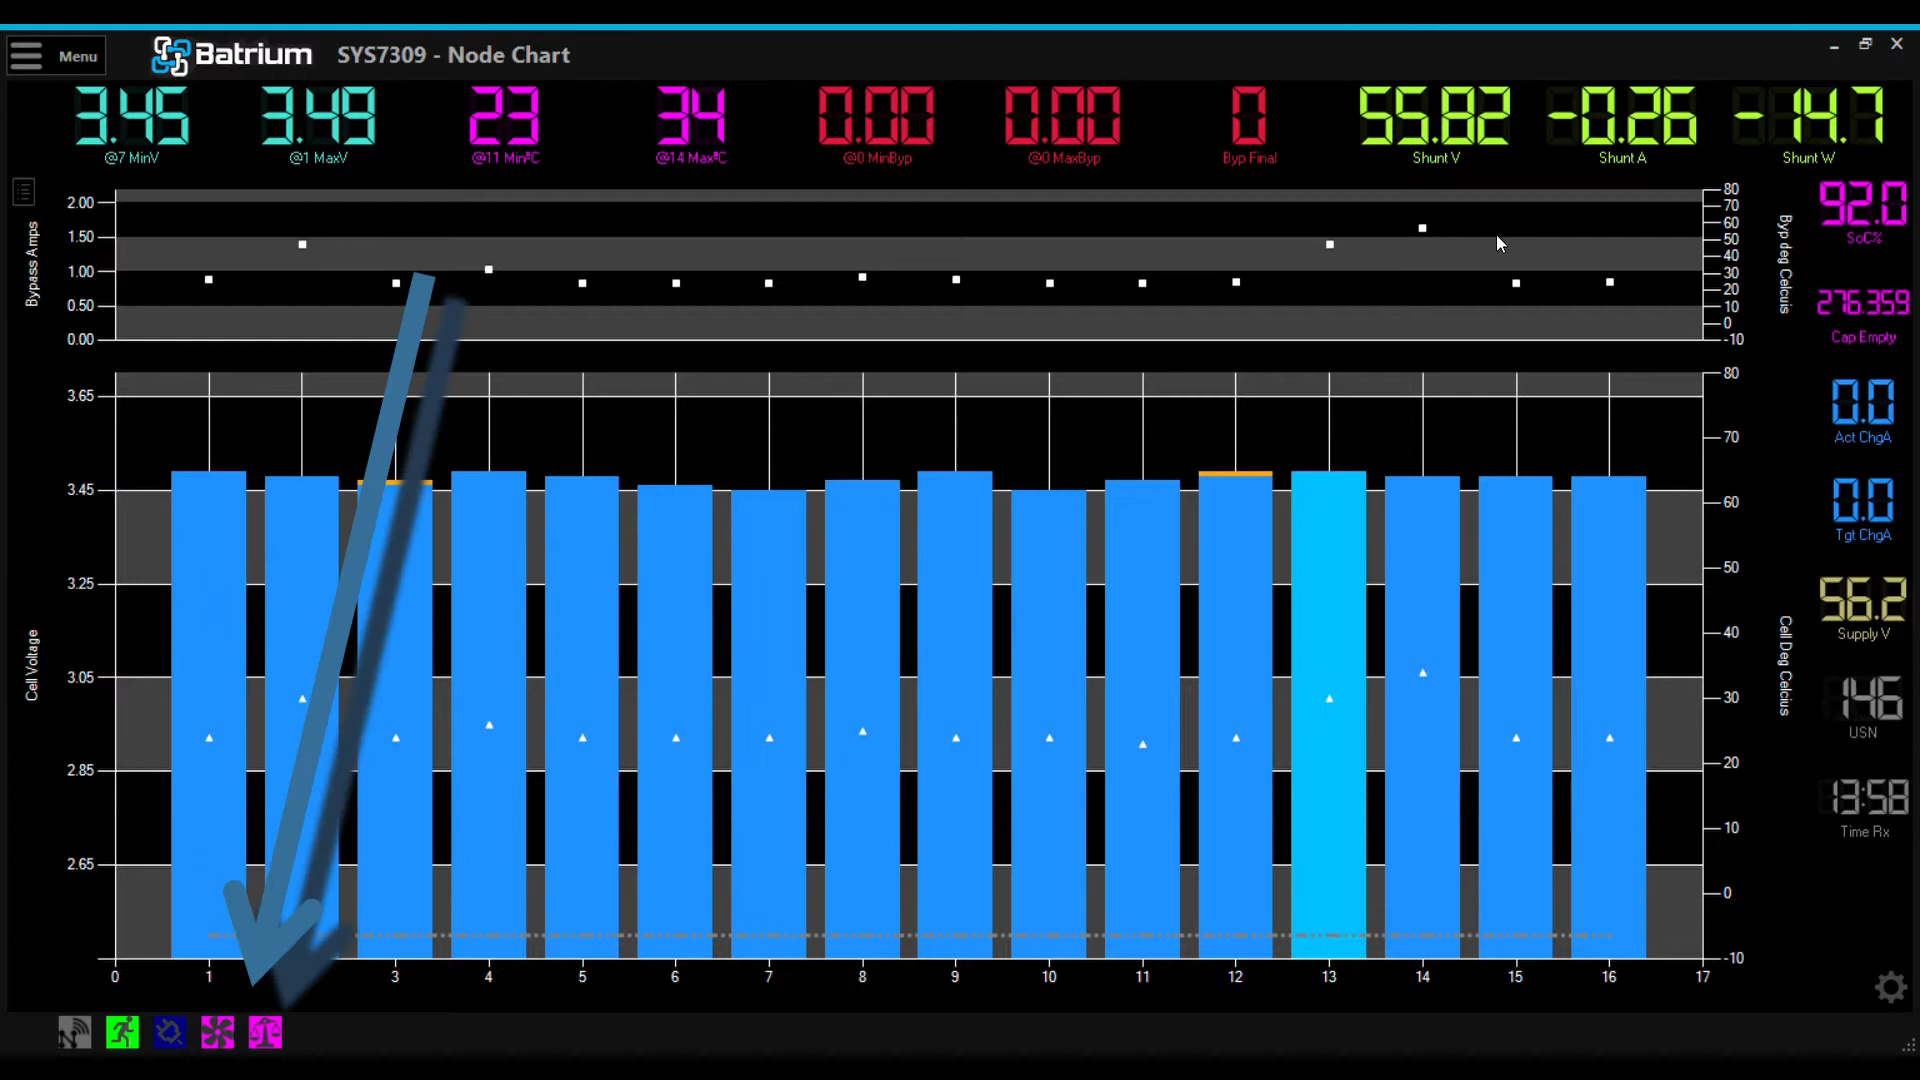 Menu
Batrium
SYS7309 - Node Chart
3.45
@7 MinV
3.49
@1 MaxV
23
@11 MinºC
34
@14 MaxºC
0.00
@0 MinByp
0.00
@0 MaxByp
0
Byp Final
55.82
Shunt V
-0.26
Shunt A
-14.7
Shunt W
92.0
SoC%
276.359
Cap Empty
0.0
Act ChgA
0.0
Tgt ChgA
56.2
Supply V
146
USN
13:58
Time Rx
Bypass Amps
2.00
1.50
1.00
0.50
0.00
80
70
60
50
40
30
20
10
0
-10
Byp deg Celcuis
Cell Voltage
3.65
3.45
3.25
3.05
2.85
2.65
80
70
60
50
40
30
20
10
0
-10
Cell Deg Celcius
0 1 3 4 5 6 7 8 9 10 11 12 13 14 15 16 17